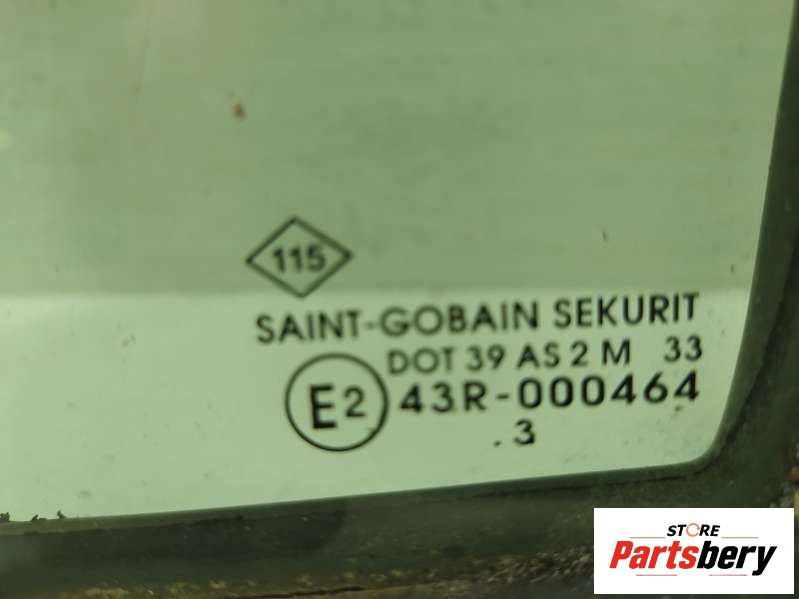 115
SAINT-GOBAIN SEKURIT
DOT 39 AS 2 M 33
E2 43R-000464
.3
STORE
Partsbery